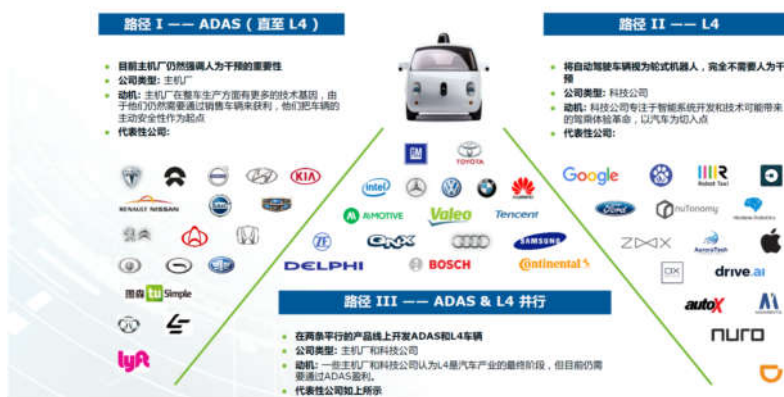 路径 I —— ADAS ( 直至 L4 )
目前主机厂仍然强调人为干预的重要性
公司类型: 主机厂
动机: 主机厂在整车生产方面有更多的技术基因，由
于他们仍然需要通过销售车辆来获利，他们把车辆的
主动安全性作为起点
代表性公司:
KIA
RENAULT NISSAN
图森 tu Simple
lyft
GM
TOYOTA
intel
HUAWEI
AIMOTIVE
Valeo
Tencent
ZF
QNX
Audi
SAMSUNG
DELPHI
BOSCH
Continental
路径 II —— L4
将自动驾驶车辆视为轮式机器人，完全不需要人为干
预
公司类型: 科技公司
动机: 科技公司专注于智能系统开发和技术可能带来
的驾乘体验革命，以汽车为切入点
代表性公司:
Google
Robot Taxi
Ford
nuTonomy
ZOOX
drive.ai
autoX
nuro
路径 III —— ADAS & L4 并行
在两条平行的产品线上开发ADAS和L4车辆
公司类型: 主机厂和科技公司
动机: 一些主机厂和科技公司认为L4是汽车产业的最终阶段，但目前仍需
要通过ADAS盈利。
代表性公司如上所示